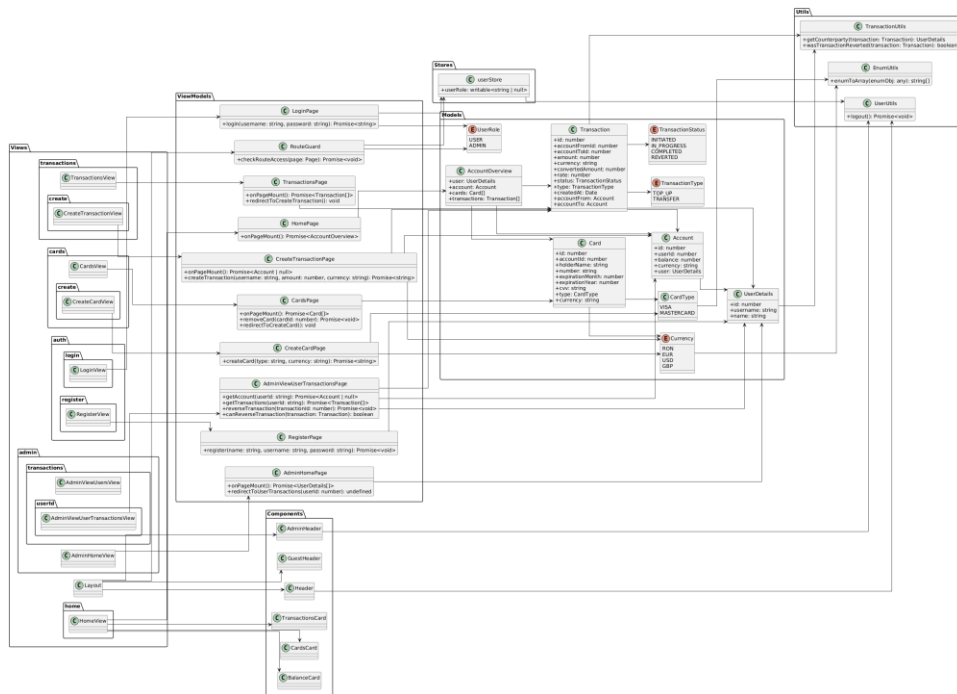 Utils
C TransactionUtils
+getCounterparty(transaction: Transaction): UserDetails
+wasTransactionReverted(transaction: Transaction): boolean
C EnumUtils
+enumToArray(enumObj: any): string[]
C UserUtils
+logout(): Promise<void>
Stores
C userStore
+userRole: writable<string | null>
ViewModels
C LoginPage
+login(username: string, password: string): Promise<string>
C RouteGuard
+checkRouteAccess(page: Page): Promise<void>
C TransactionsPage
+onPageMount(): Promise<Transaction[]>
+redirectToCreateTransaction(): void
C HomePage
+onPageMount(): Promise<AccountOverview>
C CreateTransactionPage
+onPageMount(): Promise<Account | null>
+createTransaction(username: string, amount: number, currency: string): Promise<string>
C CardsPage
+onPageMount(): Promise<Card[]>
+removeCard(cardId: number): Promise<void>
+redirectToCreateCard(): void
C CreateCardPage
+createCard(type: string, currency: string): Promise<string>
C AdminViewUserTransactionsPage
+getAccount(userId: string): Promise<Account | null>
+getTransactions(userId: string): Promise<Transaction[]>
+reverseTransaction(transactionId: number): Promise<void>
+canReverseTransaction(transaction: Transaction): boolean
C RegisterPage
+register(name: string, username: string, password: string): Promise<void>
C AdminHomePage
+onPageMount(): Promise<UserDetails[]>
+redirectToUserTransactions(userId: number): undefined
Models
E UserRole
USER
ADMIN
C AccountOverview
+user: UserDetails
+account: Account
+cards: Card[]
+transactions: Transaction[]
C Transaction
+id: number
+accountFromId: number
+accountToId: number
+amount: number
+currency: string
+convertedAmount: number
+rate: number
+status: TransactionStatus
+type: TransactionType
+createdAt: Date
+accountFrom: Account
+accountTo: Account
E TransactionStatus
INITIATED
IN_PROGRESS
COMPLETED
REVERTED
E TransactionType
TOP_UP
TRANSFER
C Card
+id: number
+accountId: number
+holderName: string
+number: string
+expirationMonth: number
+expirationYear: number
+cvv: string
+type: CardType
+currency: string
C Account
+id: number
+userId: number
+balance: number
+currency: string
+user: UserDetails
C CardType
VISA
MASTERCARD
C UserDetails
+id: number
+username: string
+name: string
E Currency
RON
EUR
USD
GBP
Views
transactions
C TransactionsView
create
C CreateTransactionView
cards
C CardsView
create
C CreateCardView
auth
login
C LoginView
register
C RegisterView
admin
transactions
C AdminViewUsersView
userId
C AdminViewUserTransactionsView
C AdminHomeView
C Layout
home
C HomeView
Components
C AdminHeader
C GuestHeader
C Header
C TransactionsCard
C CardsCard
C BalanceCard